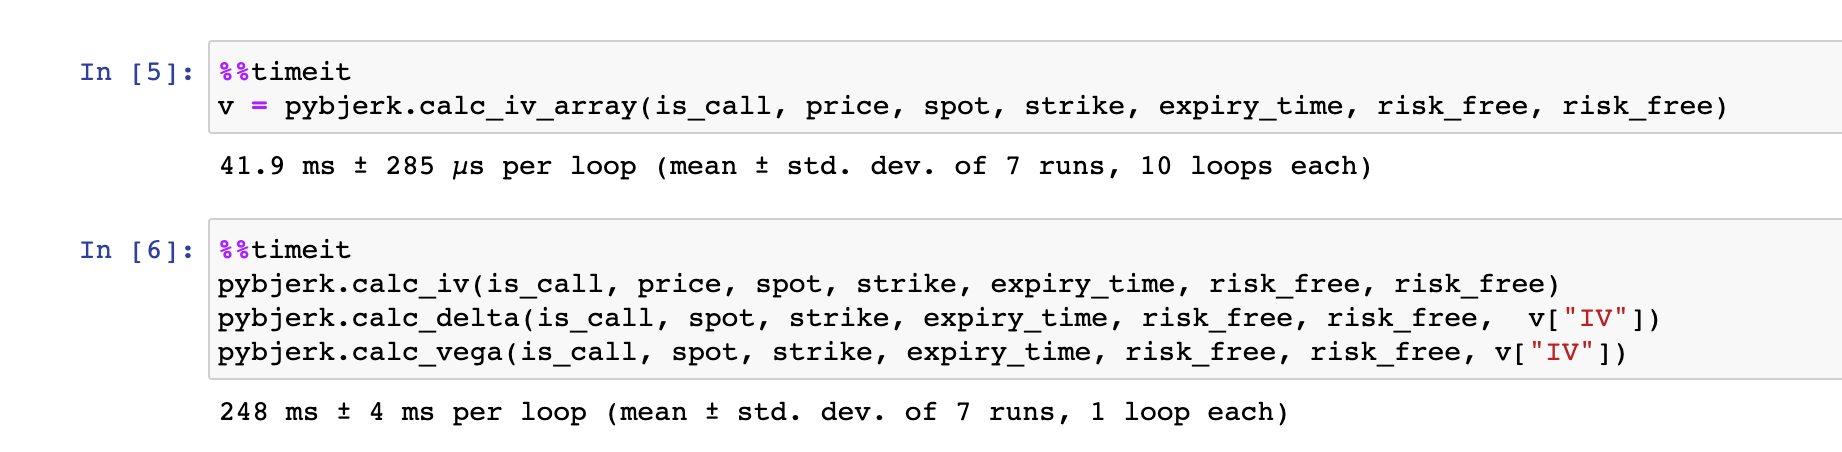 In [5]: %%timeit
v = pybjerk.calc_iv_array(is_call, price, spot, strike, expiry_time, risk_free, risk_free)
41.9 ms ± 285 µs per loop (mean ± std. dev. of 7 runs, 10 loops each)
In [6]: %%timeit
pybjerk.calc_iv(is_call, price, spot, strike, expiry_time, risk_free, risk_free)
pybjerk.calc_delta(is_call, spot, strike, expiry_time, risk_free, risk_free,  v["IV"])
pybjerk.calc_vega(is_call, spot, strike, expiry_time, risk_free, risk_free, v["IV"])
248 ms ± 4 ms per loop (mean ± std. dev. of 7 runs, 1 loop each)